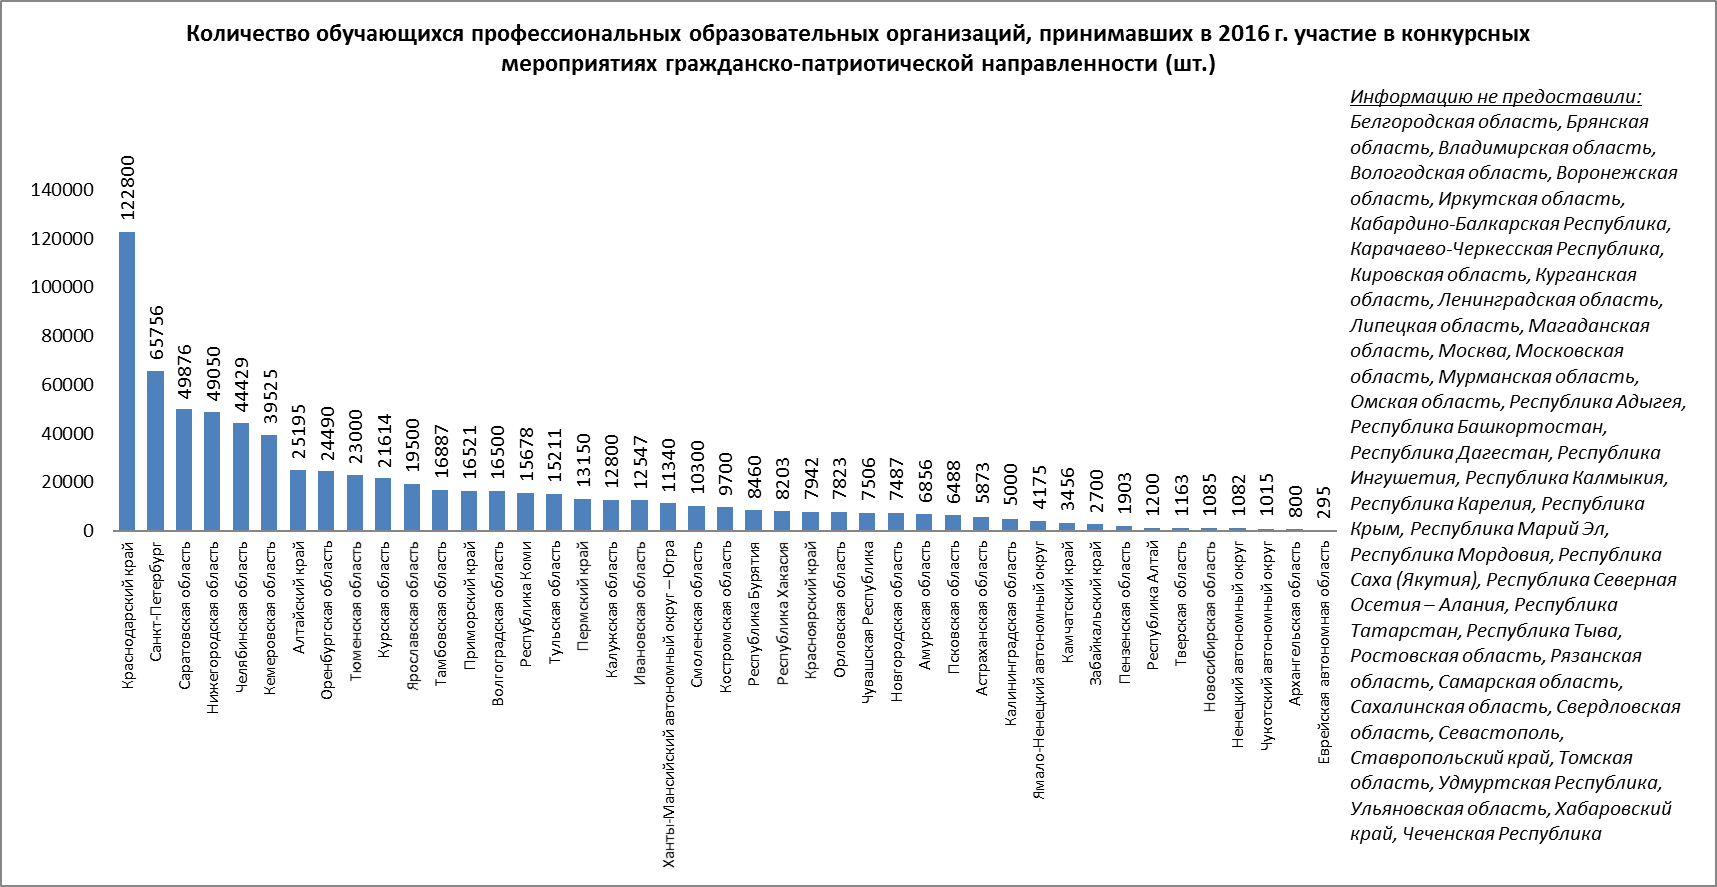 Количество обучающихся профессиональных образовательных организаций, принимавших в 2016 г. участие в конкурсных
мероприятиях гражданско-патриотической направленности (шт.)
140000
120000
100000
80000
60000
40000
20000
0
122800
65756
49876
49050
44429
39525
25195
24490
23000
21614
19500
16887
16521
16500
15678
15211
13150
12800
12547
11340
10300
9700
8460
8203
7942
7823
7506
7487
6856
6488
5873
5000
4175
3456
2700
1903
1200
1163
1085
1082
1015
800
295
Краснодарский край
Санкт-Петербург
Саратовская область
Нижегородская область
Челябинская область
Кемеровская область
Алтайский край
Оренбургская область
Тюменская область
Курская область
Ярославская область
Тамбовская область
Приморский край
Волгоградская область
Республика Коми
Тульская область
Пермский край
Калужская область
Ивановская область
Ханты-Мансийский автономный округ – Югра
Смоленская область
Костромская область
Республика Бурятия
Республика Хакасия
Красноярский край
Орловская область
Чувашская Республика
Новгородская область
Амурская область
Псковская область
Астраханская область
Калининградская область
Ямало-Ненецкий автономный округ
Камчатский край
Забайкальский край
Пензенская область
Республика Алтай
Тверская область
Новосибирская область
Ненецкий автономный округ
Чукотский автономный округ
Архангельская область
Еврейская автономная область
Информацию не предоставили:
Белгородская область, Брянская
область, Владимирская область,
Вологодская область, Воронежская
область, Иркутская область,
Кабардино-Балкарская Республика,
Карачаево-Черкесская Республика,
Кировская область, Курганская
область, Ленинградская область,
Липецкая область, Магаданская
область, Москва, Московская
область, Мурманская область,
Омская область, Республика Адыгея,
Республика Башкортостан,
Республика Дагестан, Республика
Ингушетия, Республика Калмыкия,
Республика Карелия, Республика
Крым, Республика Марий Эл,
Республика Мордовия, Республика
Саха (Якутия), Республика Северная
Осетия – Алания, Республика
Татарстан, Республика Тыва,
Ростовская область, Рязанская
область, Самарская область,
Сахалинская область, Свердловская
область, Севастополь,
Ставропольский край, Томская
область, Удмуртская Республика,
Ульяновская область, Хабаровский
край, Чеченская Республика